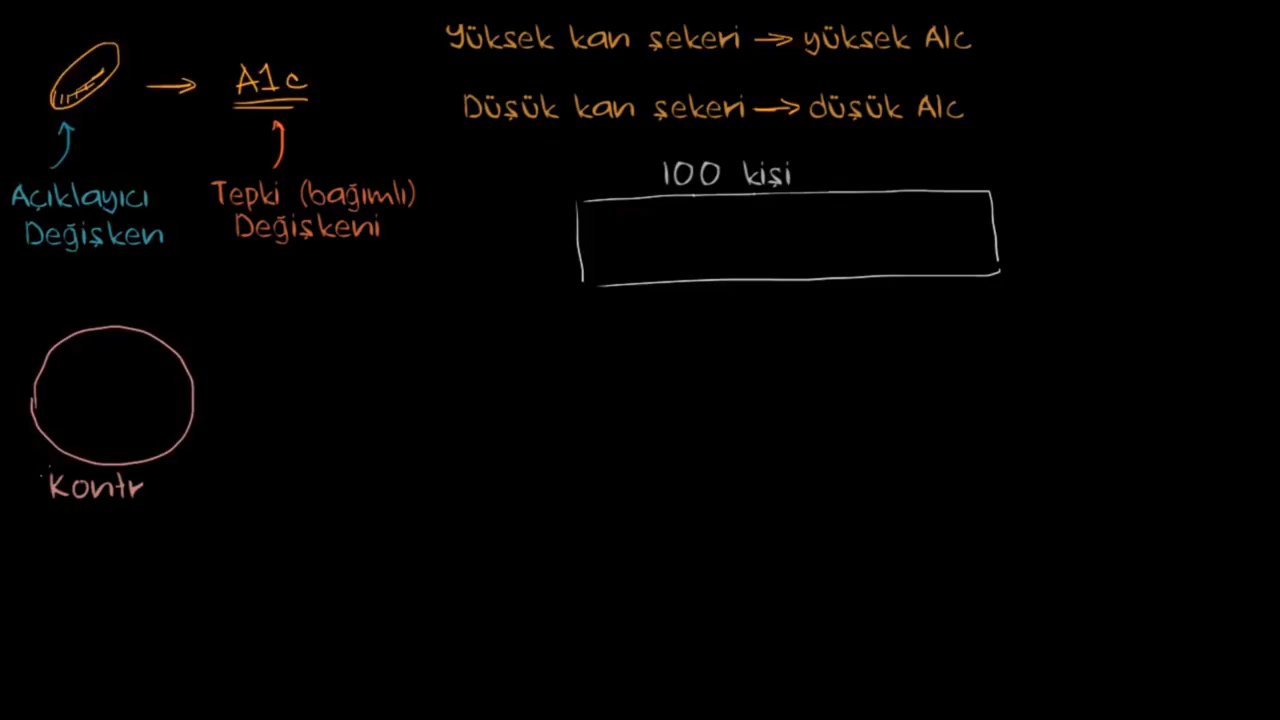 Yüksek kan şekeri → yüksek A1c
A1c
Düşük kan şekeri → düşük A1c
100 kişi
Açıklayıcı
Değişken
Tepki (bağımlı)
Değişkeni
Kontr